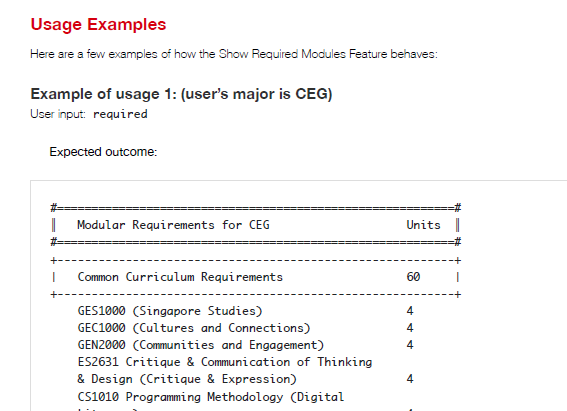 Usage Examples
Here are a few examples of how the Show Required Modules Feature behaves:
Example of usage 1: (user's major is CEG)
User input: required
Expected outcome:
#=========================================================#
║ Modular Requirements for CEG Units ║
#=========================================================#
+---------------------------------------------------------+
| Common Curriculum Requirements 60 |
+---------------------------------------------------------+
GES1000 (Singapore Studies) 4
GEC1000 (Cultures and Connections) 4
GEN2000 (Communities and Engagement) 4
ES2631 Critique & Communication of Thinking
& Design (Critique & Expression) 4
CS1010 Programming Methodology (Digital